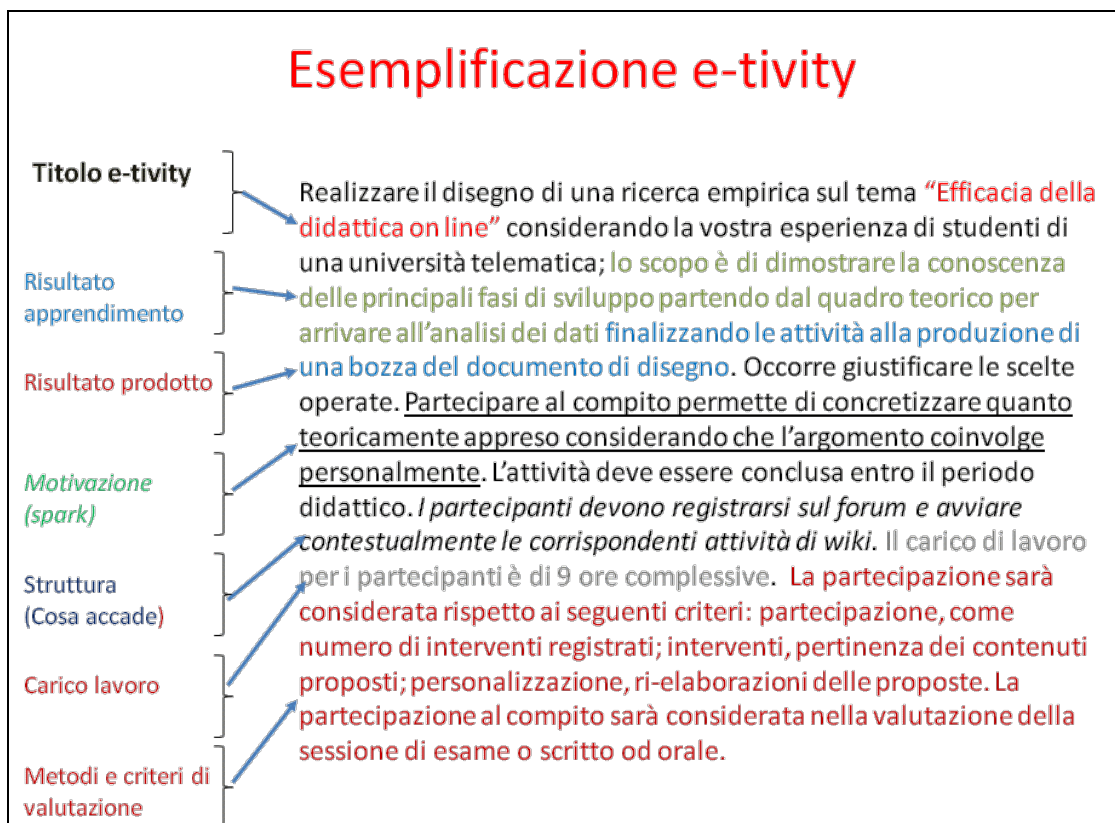 Esemplificazione e-tivity
Titolo e-tivity
Risultato
apprendimento
Risultato prodotto
Motivazione
(spark)
Struttura
(Cosa accade)
Carico lavoro
Metodi e criteri di
valutazione
Realizzare il disegno di una ricerca empirica sul tema “Efficacia della
didattica on line” considerando la vostra esperienza di studenti di
una università telematica; lo scopo è di dimostrare la conoscenza
delle principali fasi di sviluppo partendo dal quadro teorico per
arrivare all’analisi dei dati finalizzando le attività alla produzione di
una bozza del documento di disegno. Occorre giustificare le scelte
operate. Partecipare al compito permette di concretizzare quanto
teoricamente appreso considerando che l’argomento coinvolge
personalmente. L’attività deve essere conclusa entro il periodo
didattico. I partecipanti devono registrarsi sul forum e avviare
contestualmente le corrispondenti attività di wiki. Il carico di lavoro
per i partecipanti è di 9 ore complessive. La partecipazione sarà
considerata rispetto ai seguenti criteri: partecipazione, come
numero di interventi registrati; interventi, pertinenza dei contenuti
proposti; personalizzazione, ri-elaborazioni delle proposte. La
partecipazione al compito sarà considerata nella valutazione della
sessione di esame o scritto od orale.